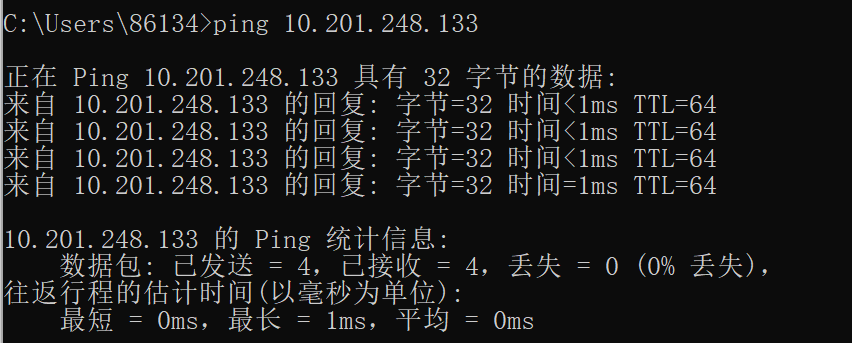 C:\Users\86134>ping 10.201.248.133
正在 Ping 10.201.248.133 具有 32 字节的数据:
来自 10.201.248.133 的回复: 字节=32 时间<1ms TTL=64
来自 10.201.248.133 的回复: 字节=32 时间<1ms TTL=64
来自 10.201.248.133 的回复: 字节=32 时间<1ms TTL=64
来自 10.201.248.133 的回复: 字节=32 时间=1ms TTL=64
10.201.248.133 的 Ping 统计信息:
数据包: 已发送 = 4，已接收 = 4，丢失 = 0 (0% 丢失)，
往返行程的估计时间(以毫秒为单位):
最短 = 0ms，最长 = 1ms，平均 = 0ms